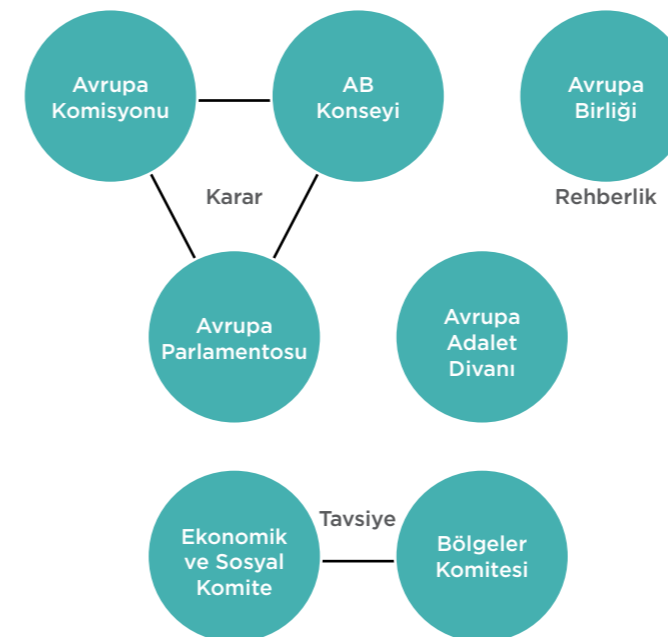 Avrupa
Komisyonu
AB
Konseyi
Avrupa
Birliği
Karar
Rehberlik
Avrupa
Parlamentosu
Avrupa
Adalet
Divanı
Ekonomik
ve Sosyal
Komite
Tavsiye
Bölgeler
Komitesi